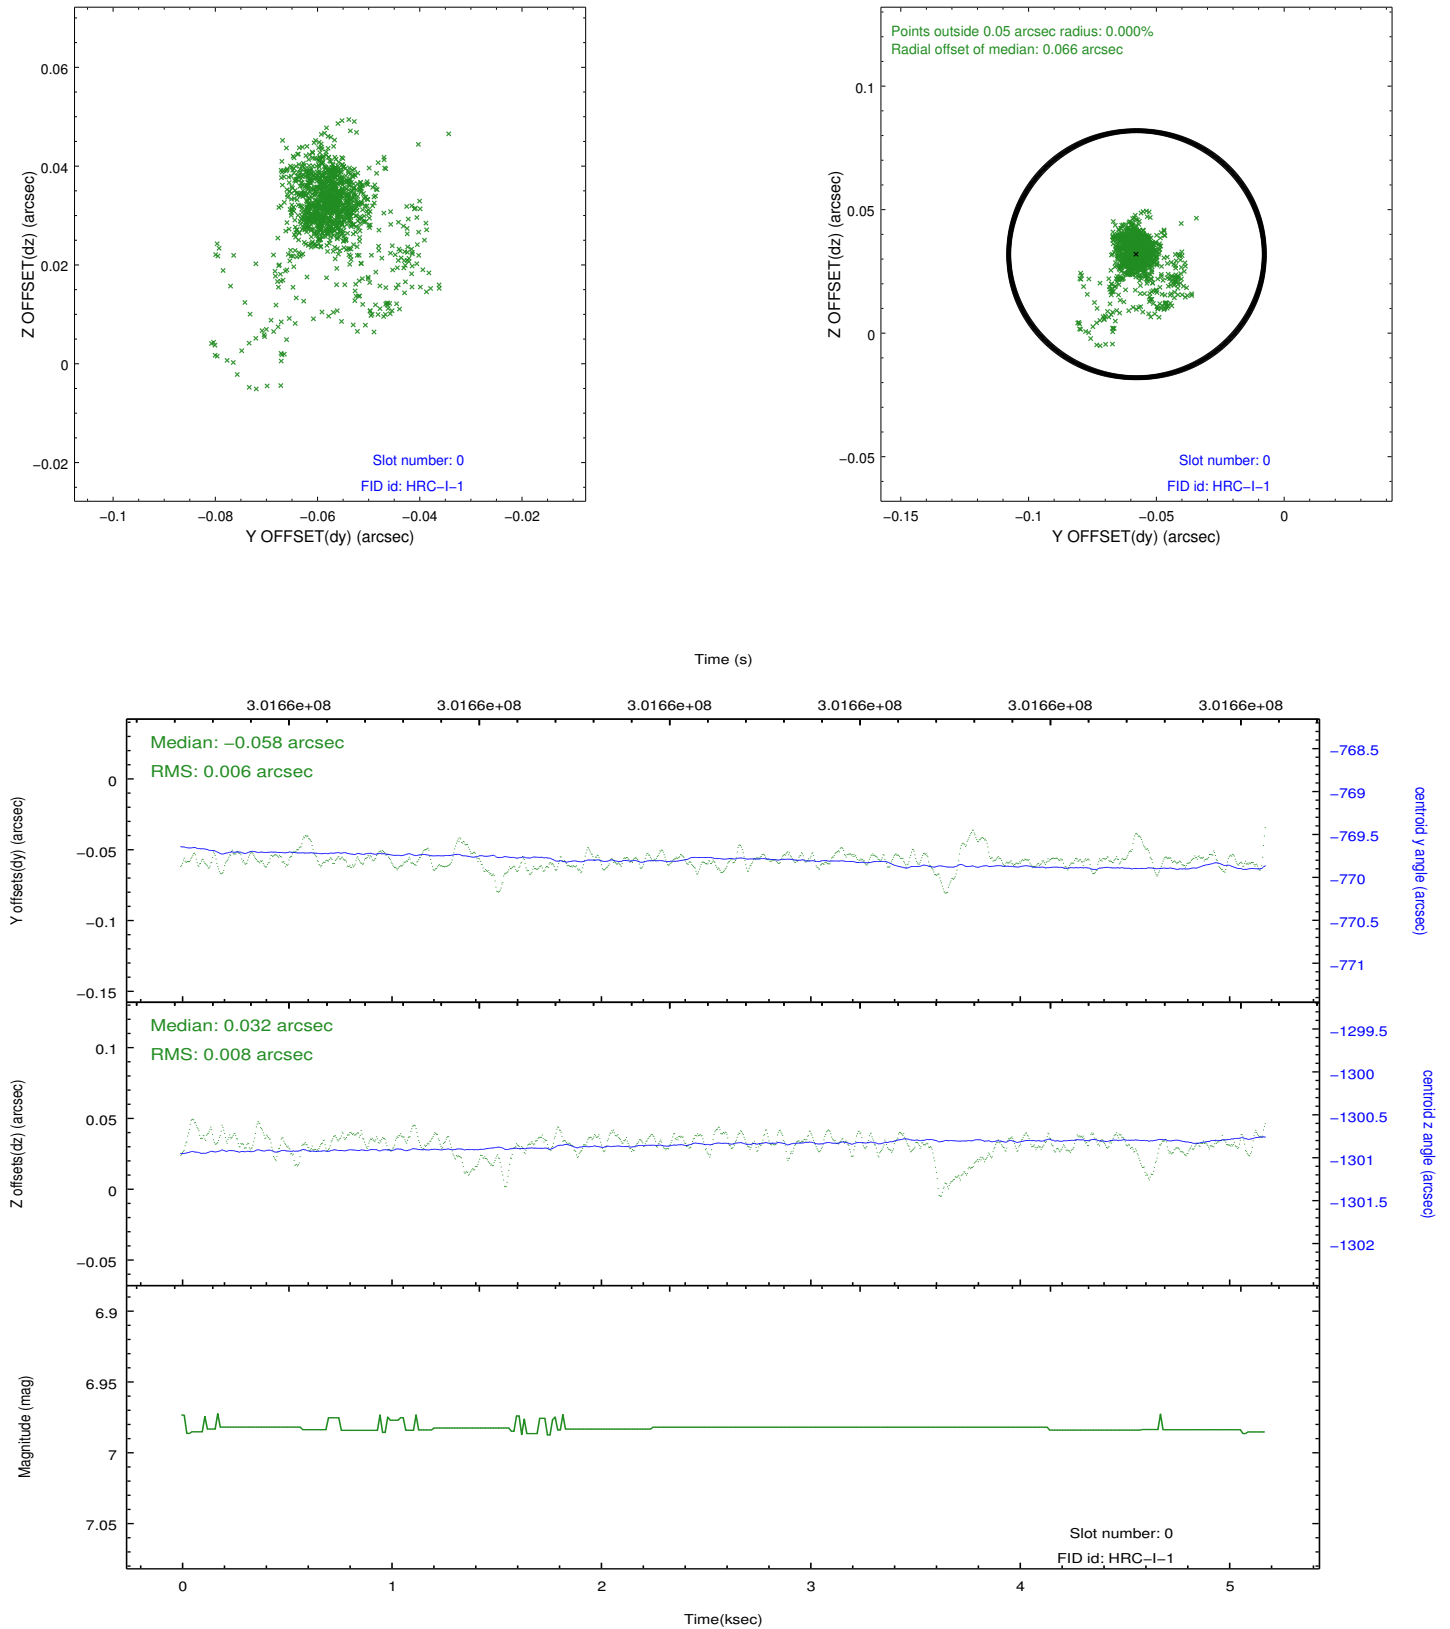 0.06
0.04
0.02
0
−0.02
Z OFFSET(dz) (arcsec)
Slot number: 0
FID id: HRC−I−1
−0.1 −0.08 −0.06 −0.04 −0.02
Y OFFSET(dy) (arcsec)
Points outside 0.05 arcsec radius: 0.000%
Radial offset of median: 0.066 arcsec
0.1
0.05
0
−0.05
Z OFFSET(dz) (arcsec)
Slot number: 0
FID id: HRC−I−1
−0.15 −0.1 −0.05 0
Y OFFSET(dy) (arcsec)
Time (s)
3.0166e+08 3.0166e+08 3.0166e+08 3.0166e+08 3.0166e+08 3.0166e+08
Median: −0.058 arcsec
RMS: 0.006 arcsec
0
−0.05
−0.1
−0.15
Y offsets(dy) (arcsec)
−768.5
−769
−769.5
−770
−770.5
−771
centroid y angle (arcsec)
Median: 0.032 arcsec
RMS: 0.008 arcsec
0.1
0.05
0
−0.05
Z offsets(dz) (arcsec)
−1299.5
−1300
−1300.5
−1301
−1301.5
−1302
centroid z angle (arcsec)
6.9
6.95
7
7.05
Magnitude (mag)
Slot number: 0
FID id: HRC−I−1
0 1 2 3 4 5
Time(ksec)